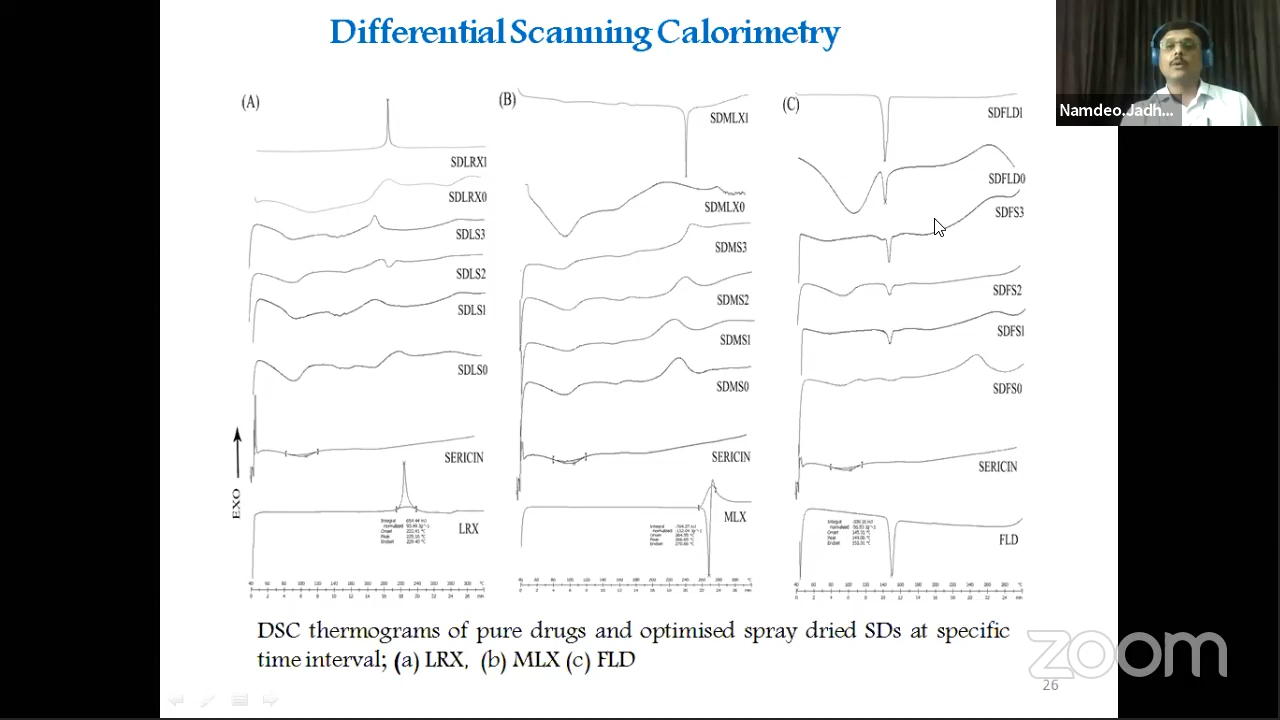 Differential Scanning Calorimetry
Namdeo.Jadh...
(A)
SDLRX1
SDLRX0
SDLS3
SDLS2
SDLS1
SDLS0
SERICIN
LRX
EXO
(B)
SDMLX1
SDMLX0
SDMS3
SDMS2
SDMS1
SDMS0
SERICIN
MLX
(C)
SDFLD1
SDFLD0
SDFS3
SDFS2
SDFS1
SDFS0
SERICIN
FLD
DSC thermograms of pure drugs and optimised spray dried SDs at specific
time interval; (a) LRX, (b) MLX (c) FLD
zoom
26